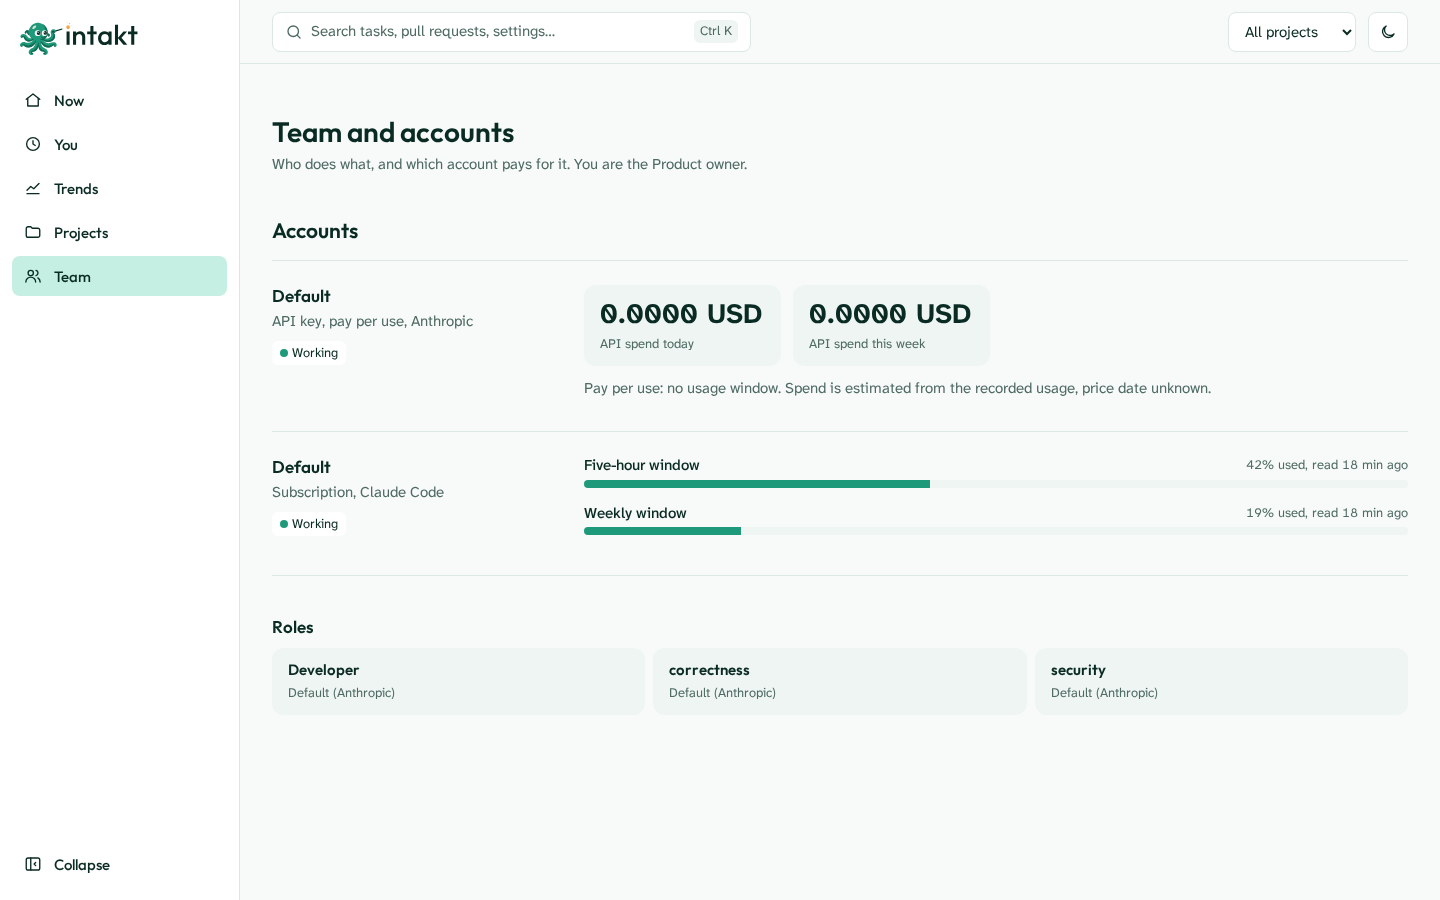 intakt
Search tasks, pull requests, settings...
Ctrl K
All projects
Now
You
Trends
Projects
Team
Collapse
Team and accounts
Who does what, and which account pays for it. You are the Product owner.
Accounts
Default
API key, pay per use, Anthropic
Working
0.0000 USD
API spend today
0.0000 USD
API spend this week
Pay per use: no usage window. Spend is estimated from the recorded usage, price date unknown.
Default
Subscription, Claude Code
Working
Five-hour window
42% used, read 18 min ago
Weekly window
19% used, read 18 min ago
Roles
Developer
Default (Anthropic)
correctness
Default (Anthropic)
security
Default (Anthropic)